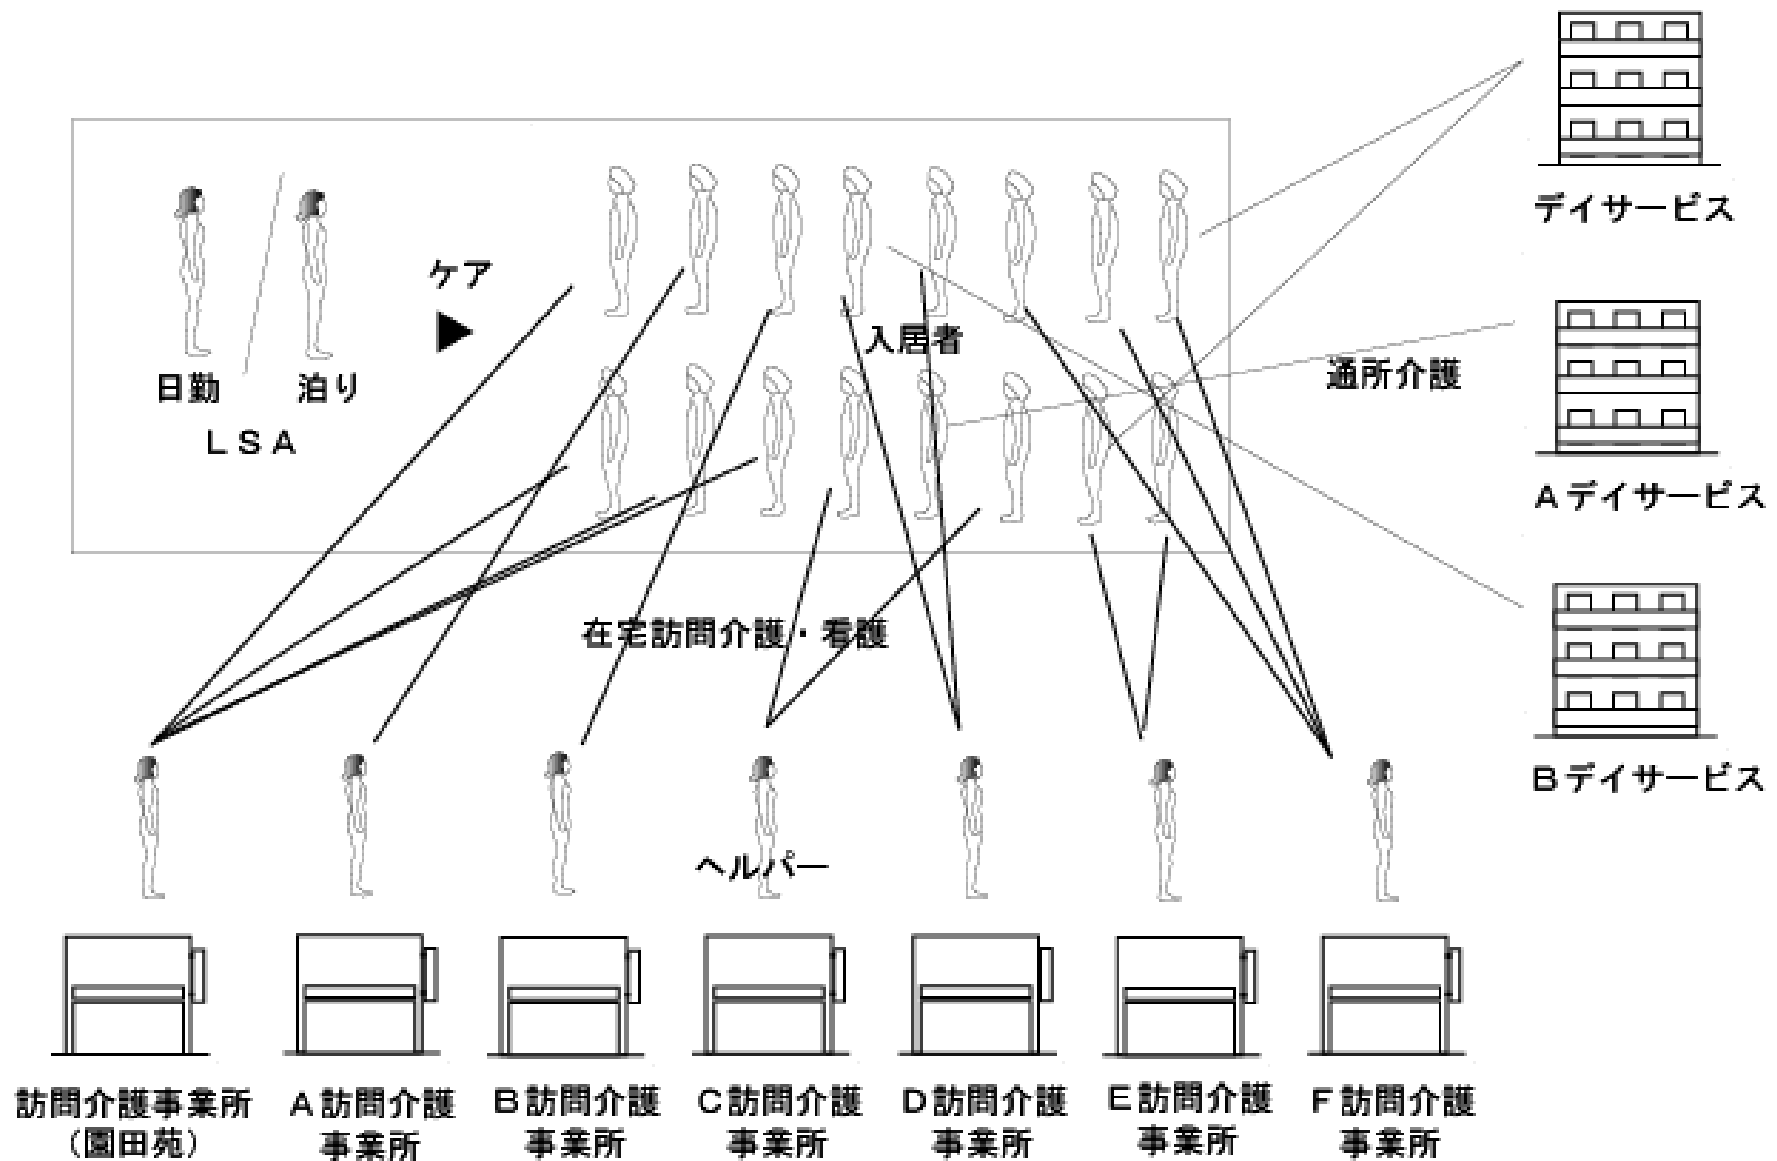 デイサービス
ケア
入居者
日勤
泊り
通所介護
ＬＳＡ
Ａデイサービス
在宅訪問介護・看護
Ｂデイサービス
ヘルパー
訪問介護事業所
（園田苑）
Ａ訪問介護
事業所
Ｂ訪問介護
事業所
Ｃ訪問介護
事業所
Ｄ訪問介護
事業所
Ｅ訪問介護
事業所
Ｆ訪問介護
事業所